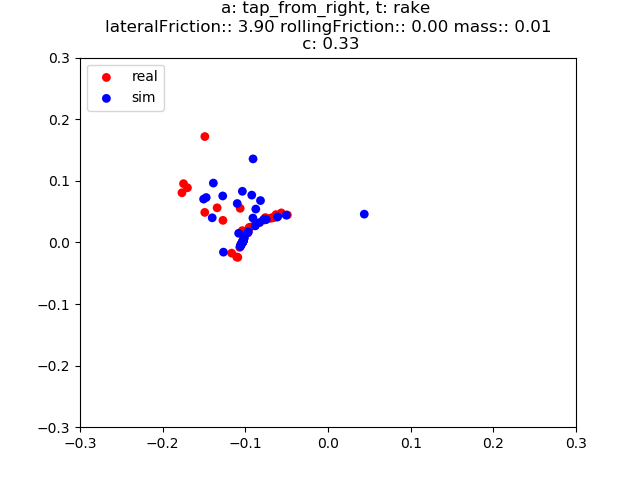 a: tap_from_right, t: rake
lateralFriction:: 3.90 rollingFriction:: 0.00 mass:: 0.01
c: 0.33
real
sim
0.3
0.2
0.1
0.0
−0.1
−0.2
−0.3
−0.3 −0.2 −0.1 0.0 0.1 0.2 0.3